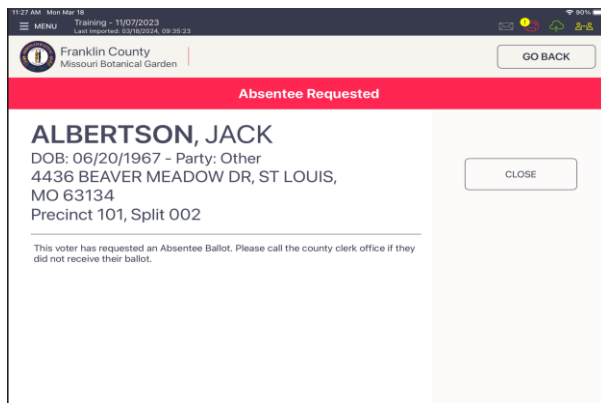 11:27 AM Mon Mar 18
90%
MENU
Training - 11/07/2023
Last Imported: 03/18/2024, 09:35:23
Franklin County
Missouri Botanical Garden
GO BACK
Absentee Requested
ALBERTSON, JACK
DOB: 06/20/1967 - Party: Other
4436 BEAVER MEADOW DR, ST LOUIS,
MO 63134
Precinct 101, Split 002
CLOSE
This voter has requested an Absentee Ballot. Please call the county clerk office if they
did not receive their ballot.